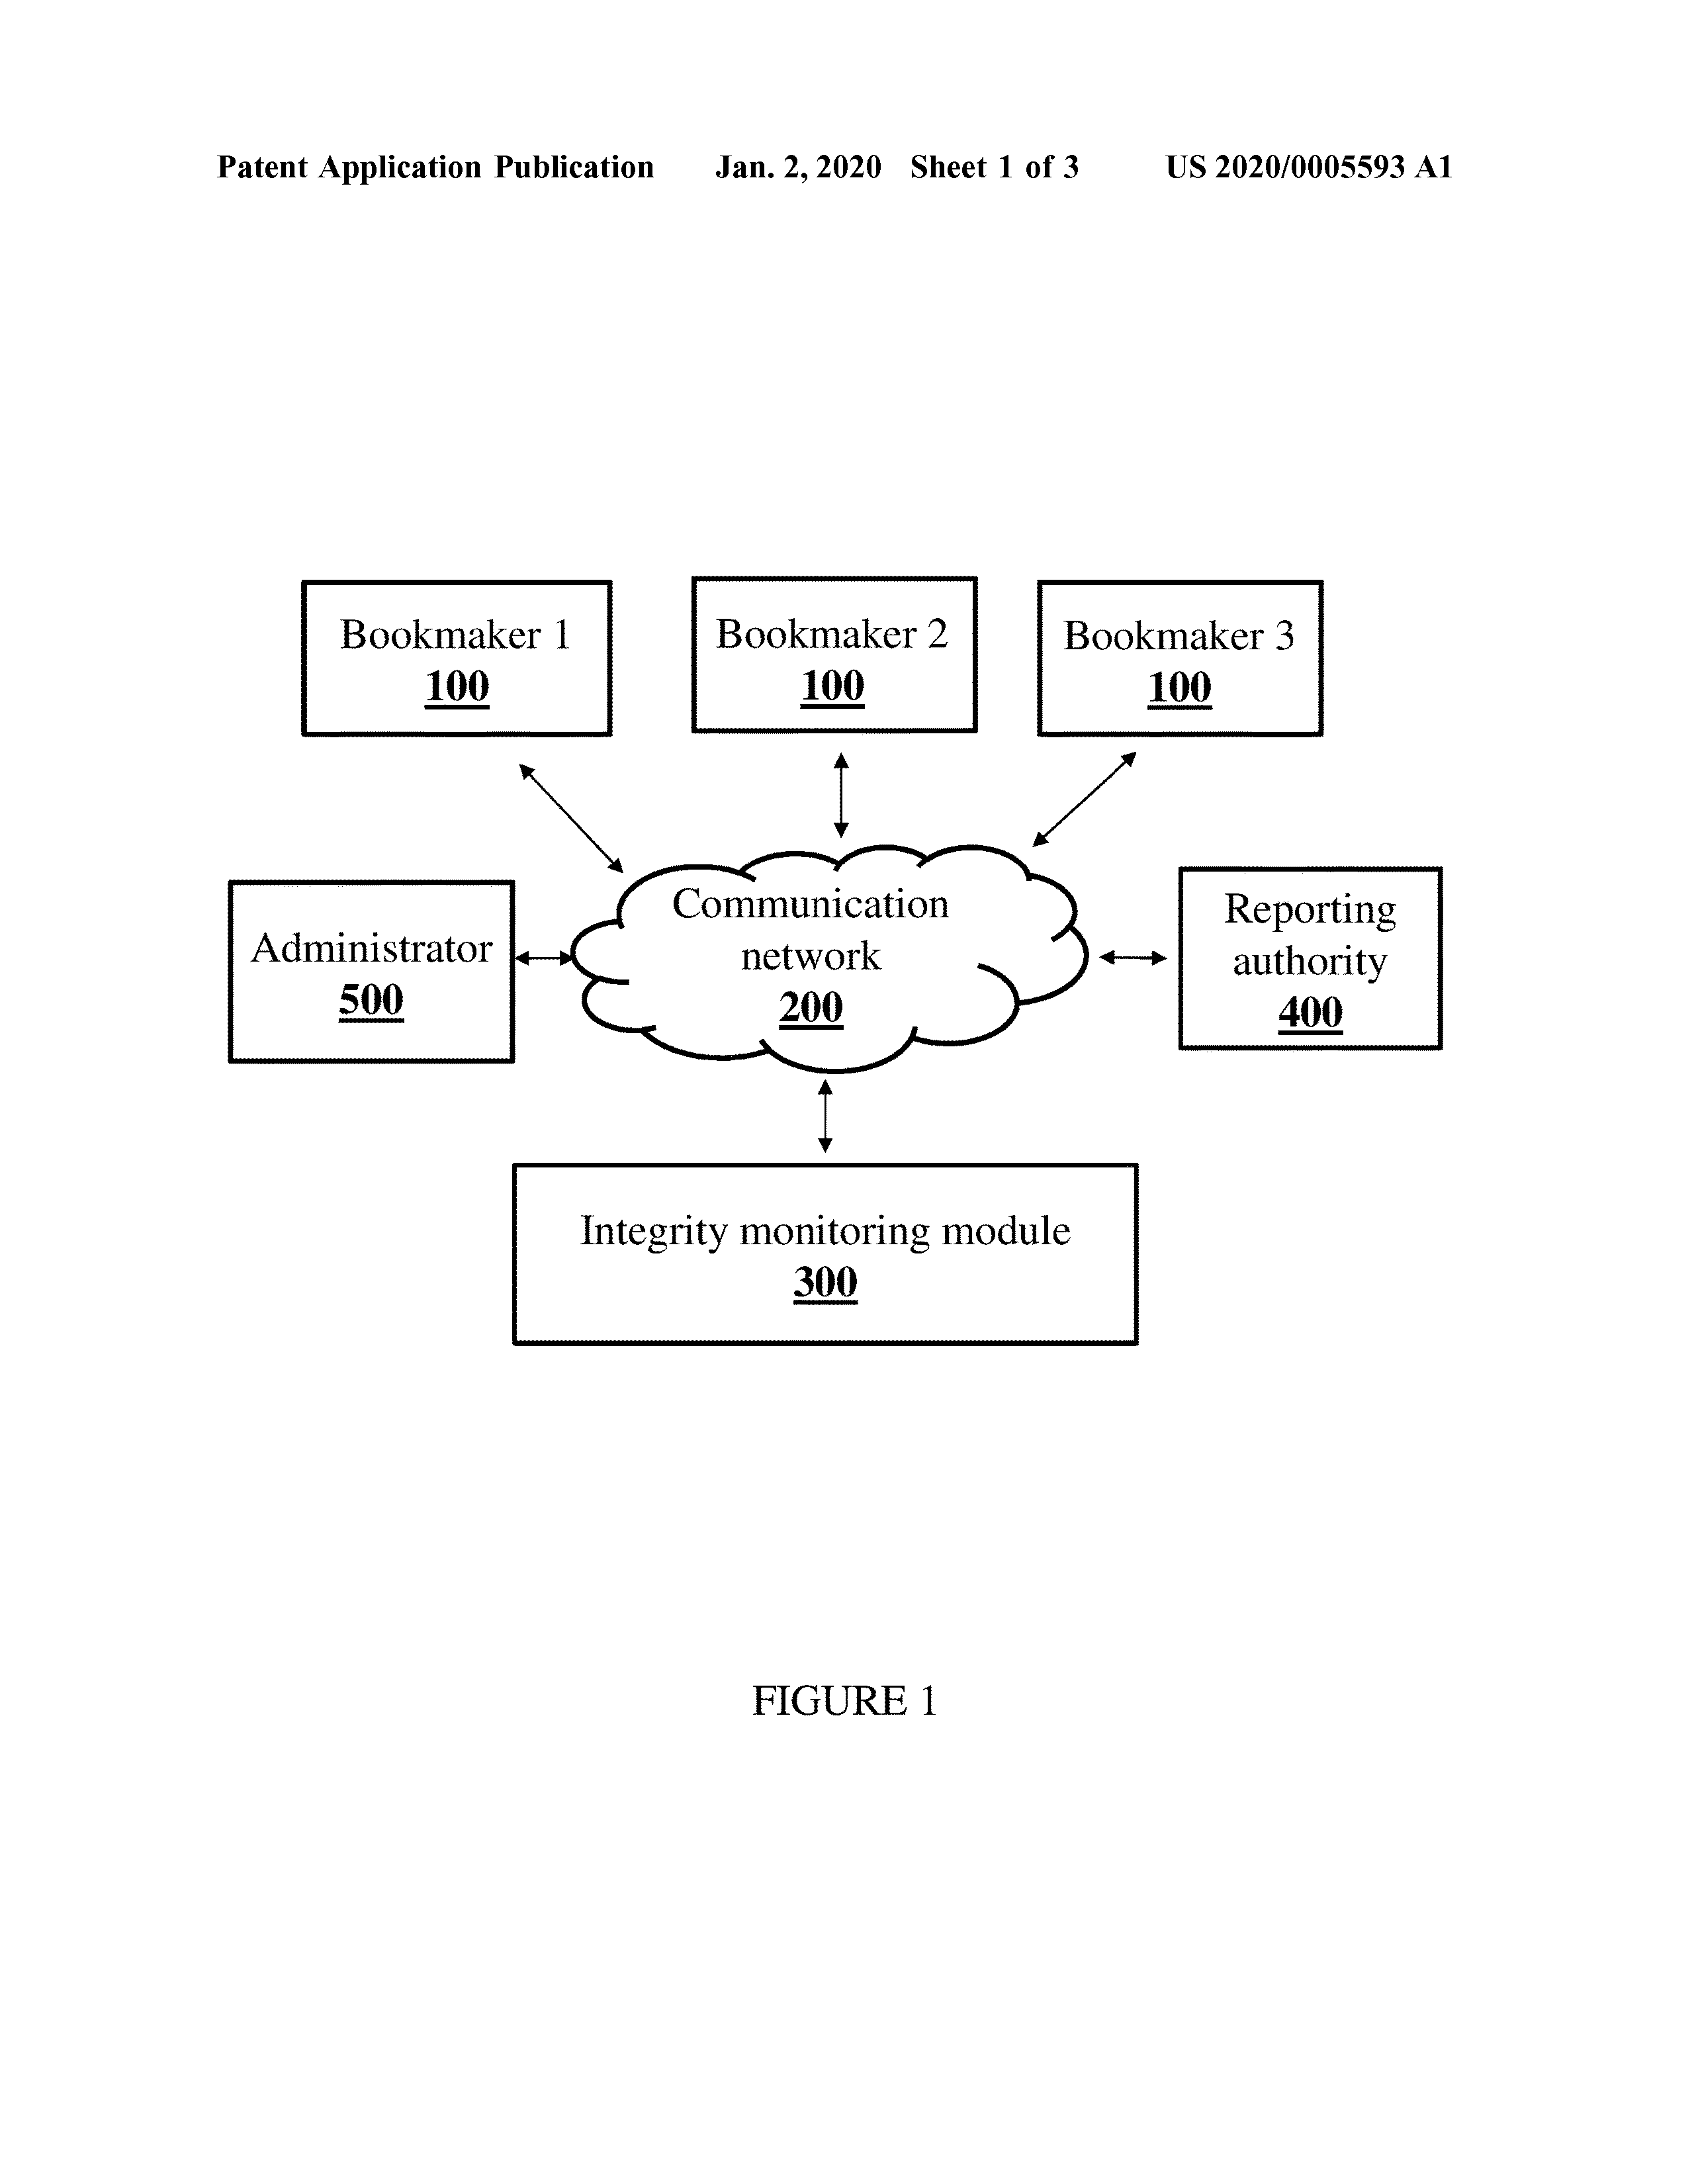 Patent Application Publication Jan. 2, 2020 Sheet 1 of 3 US 2020/0005593 A1
Bookmaker 1
100
Bookmaker 2
100
Bookmaker 3
100
Administrator
500
Communication
network
200
Reporting
authority
400
Integrity monitoring module
300
FIGURE 1